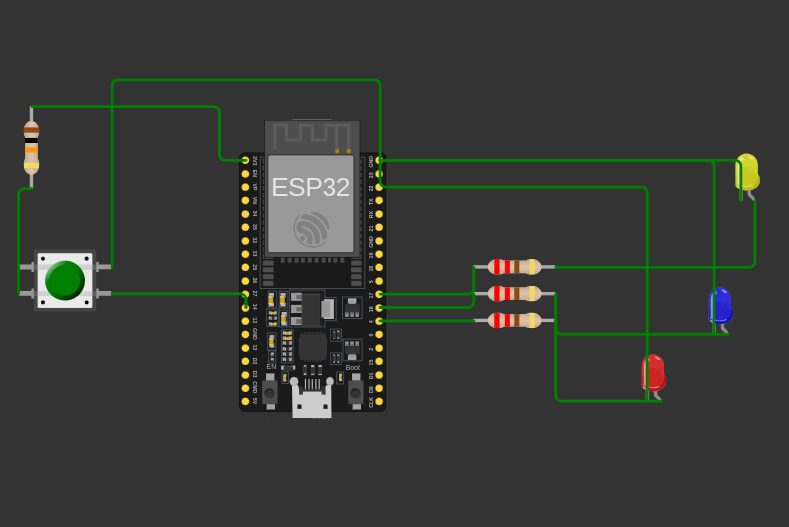 ESP32
3V3
EN
VP
VN
34
35
32
33
25
26
27
14
12
GND
13
D2
D3
CMD
5V
GND
23
22
TX
RX
21
GND
19
18
5
17
16
4
0
2
15
D1
D0
CLK
EN
Boot